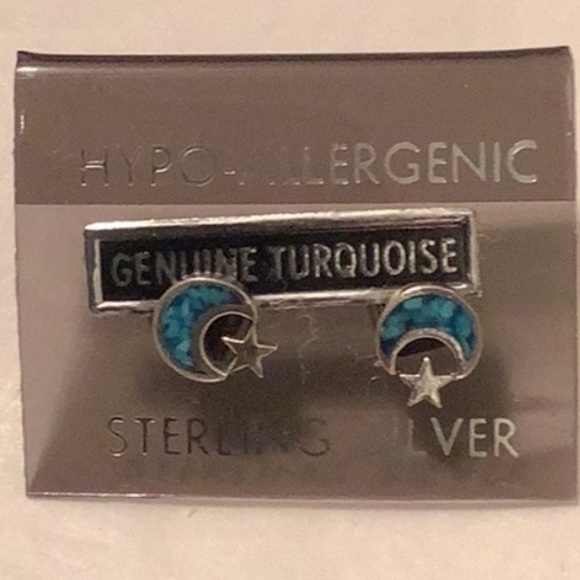 HYPO-ALLERGENIC
GENUINE TURQUOISE
STERLING SILVER